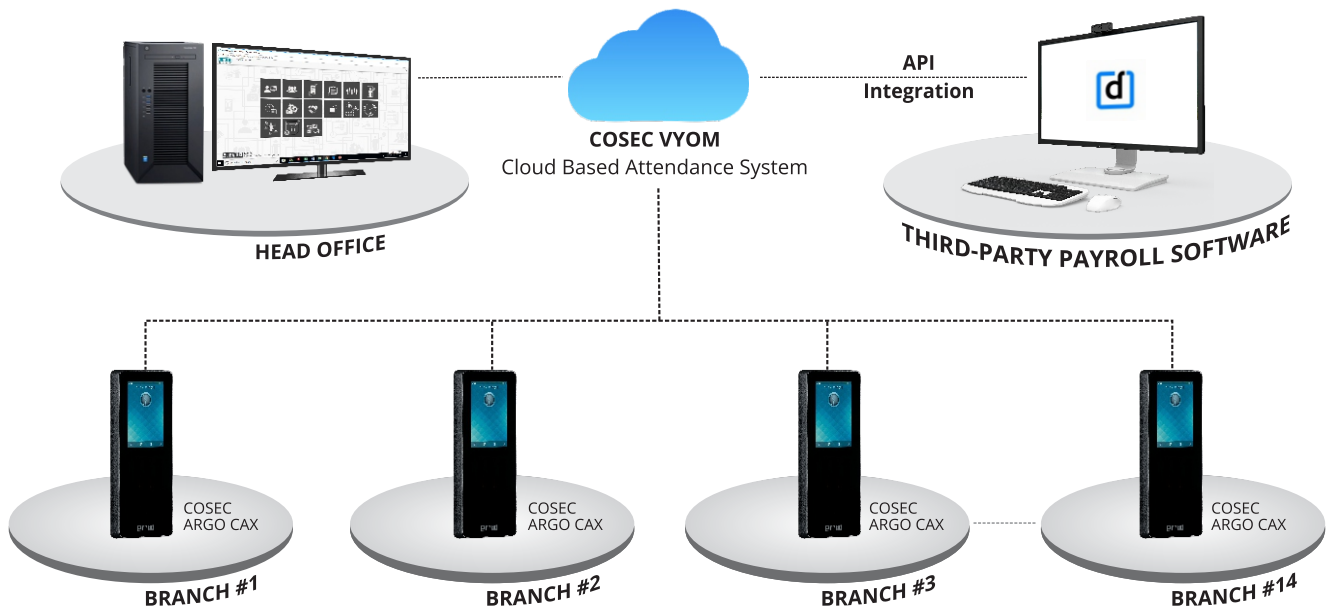 API
Integration
d
COSEC VYOM
Cloud Based Attendance System
HEAD OFFICE
THIRD-PARTY PAYROLL SOFTWARE
COSEC
ARGO CAX
COSEC
ARGO CAX
COSEC
ARGO CAX
COSEC
ARGO CAX
BRANCH #1
BRANCH #2
BRANCH #3
BRANCH #14